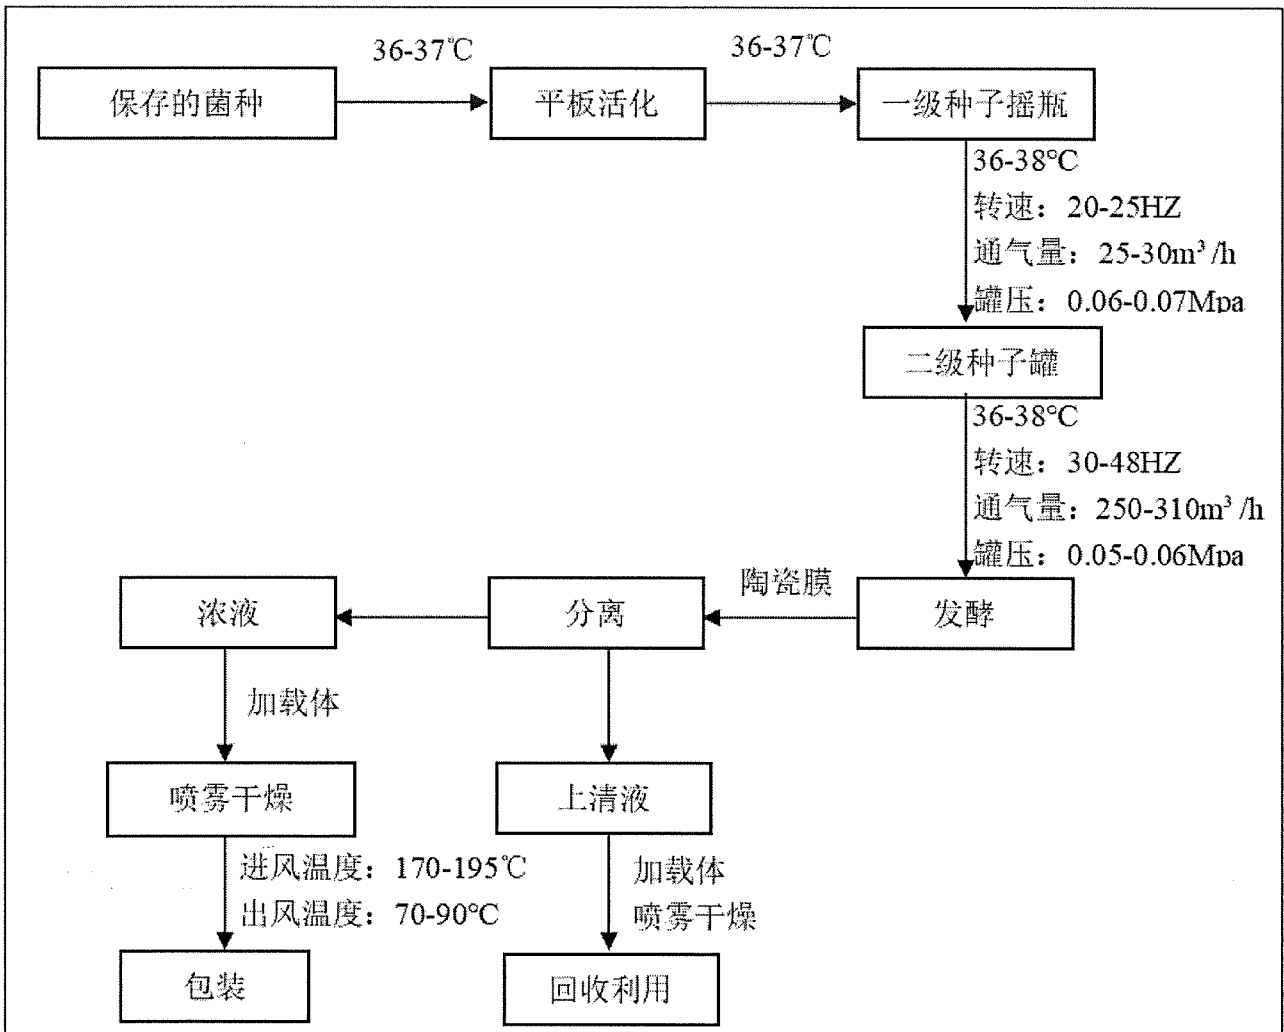 36-37℃
36-37℃
保存的菌种
平板活化
一级种子摇瓶
36-38℃
转速：20-25HZ
通气量：25-30m³/h
罐压：0.06-0.07Mpa
二级种子罐
36-38℃
转速：30-48HZ
通气量：250-310m³/h
罐压：0.05-0.06Mpa
陶瓷膜
浓液
分离
发酵
加载体
喷雾干燥
上清液
进风温度：170-195℃
出风温度：70-90℃
加载体
喷雾干燥
包装
回收利用